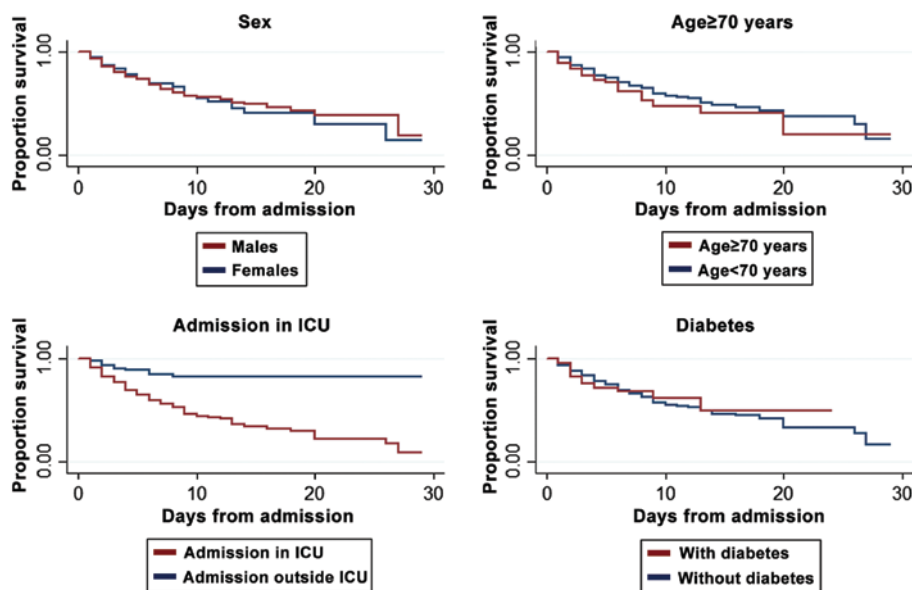 Sex
Proportion survival
1.00
0.00
0 10 20 30
Days from admission
Males
Females
Age≥70 years
Proportion survival
1.00
0.00
0 10 20 30
Days from admission
Age≥70 years
Age<70 years
Admission in ICU
Proportion survival
1.00
0.00
0 10 20 30
Days from admission
Admission in ICU
Admission outside ICU
Diabetes
Proportion survival
1.00
0.00
0 10 20 30
Days from admission
With diabetes
Without diabetes